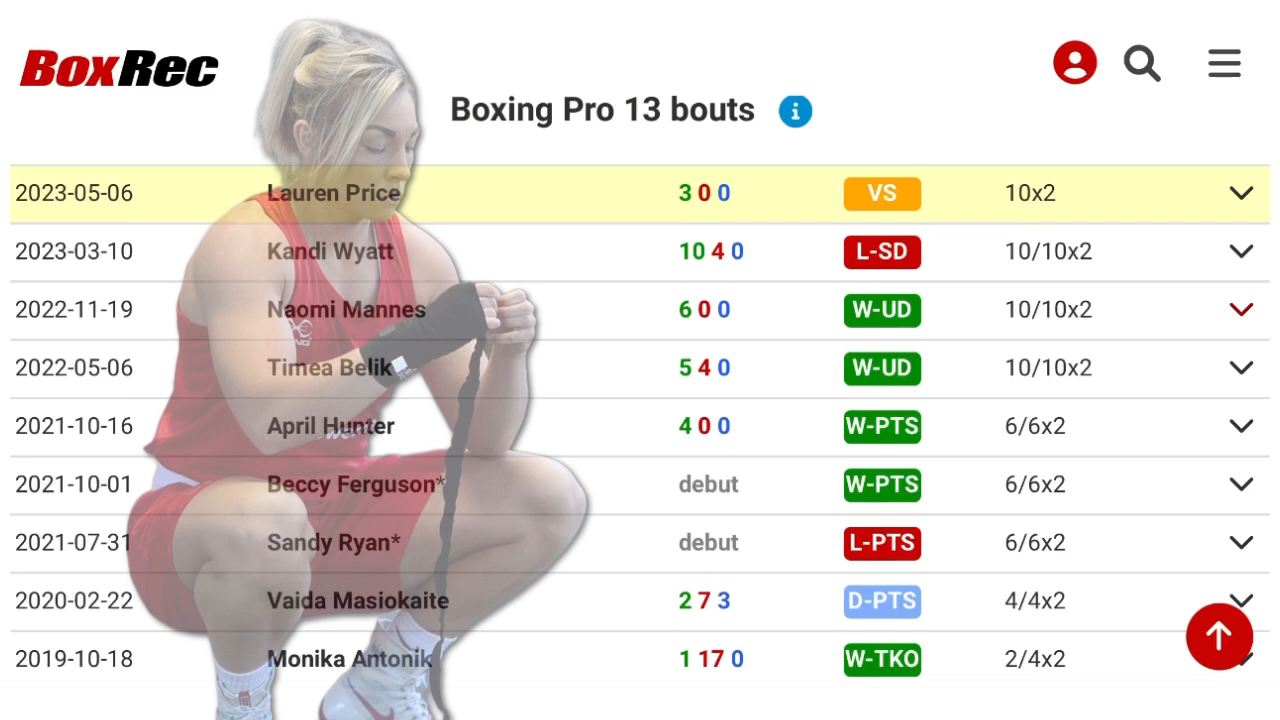 BoxRec
Boxing Pro 13 bouts i
2023-05-06 Lauren Price 3 0 0 VS 10x2
2023-03-10 Kandi Wyatt 10 4 0 L-SD 10/10x2
2022-11-19 Naomi Mannes 6 0 0 W-UD 10/10x2
2022-05-06 Timea Belik 5 4 0 W-UD 10/10x2
2021-10-16 April Hunter 4 0 0 W-PTS 6/6x2
2021-10-01 Beccy Ferguson* debut W-PTS 6/6x2
2021-07-31 Sandy Ryan* debut L-PTS 6/6x2
2020-02-22 Vaida Masiokaite 2 7 3 D-PTS 4/4x2
2019-10-18 Monika Antonik 1 17 0 W-TKO 2/4x2